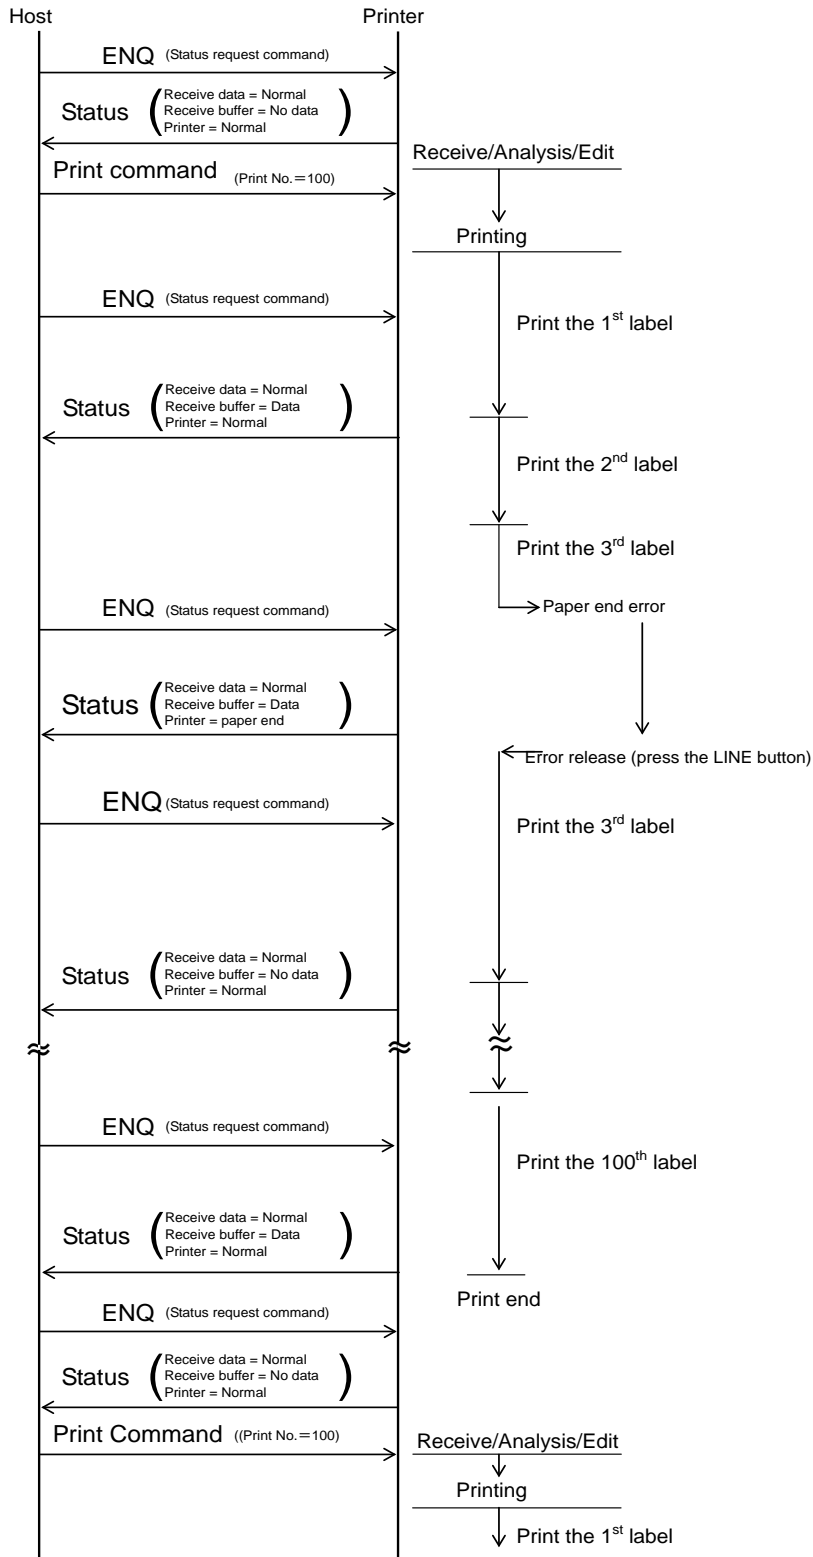 Host Printer
ENQ (Status request command)
Status (Receive data = Normal
Receive buffer = No data
Printer = Normal)
Receive/Analysis/Edit
Print command (Print No.＝100)
Printing
ENQ (Status request command)
Print the 1st label
Status (Receive data = Normal
Receive buffer = Data
Printer = Normal)
Print the 2nd label
Print the 3rd label
ENQ (Status request command)
Paper end error
Status (Receive data = Normal
Receive buffer = Data
Printer = paper end)
Error release (press the LINE button)
ENQ (Status request command)
Print the 3rd label
Status (Receive data = Normal
Receive buffer = No data
Printer = Normal)
ENQ (Status request command)
Print the 100th label
Status (Receive data = Normal
Receive buffer = Data
Printer = Normal)
Print end
ENQ (Status request command)
Status (Receive data = Normal
Receive buffer = No data
Printer = Normal)
Print Command ((Print No.＝100)
Receive/Analysis/Edit
Printing
Print the 1st label